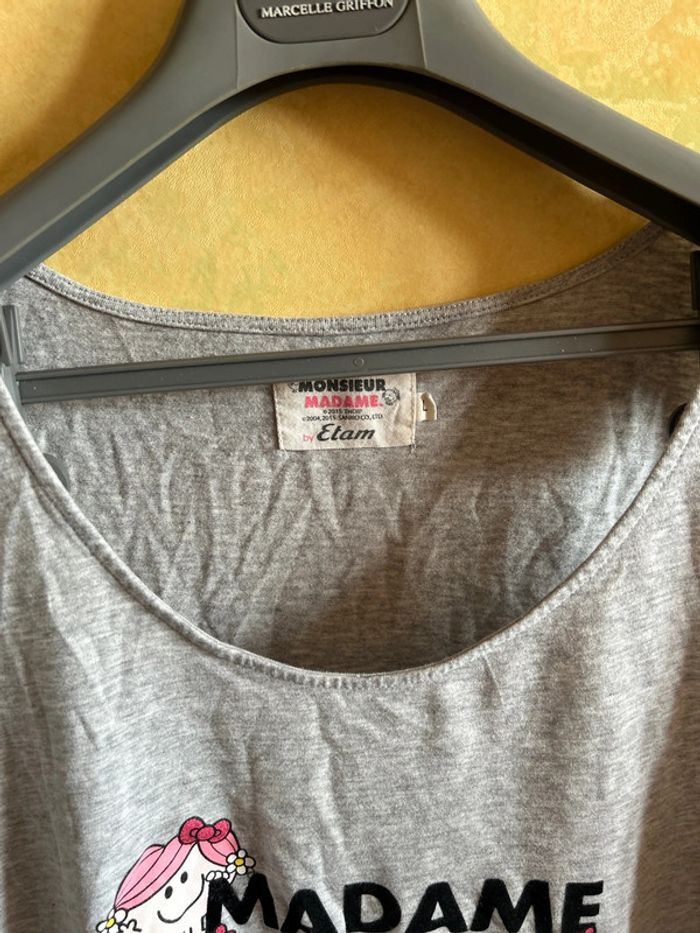 MARCELLE GRIFFON
MONSIEUR
MADAME.
© 2015 THOIP
©2004, 2015 SANRIO CO., LTD.
by Etam
L
MADAME